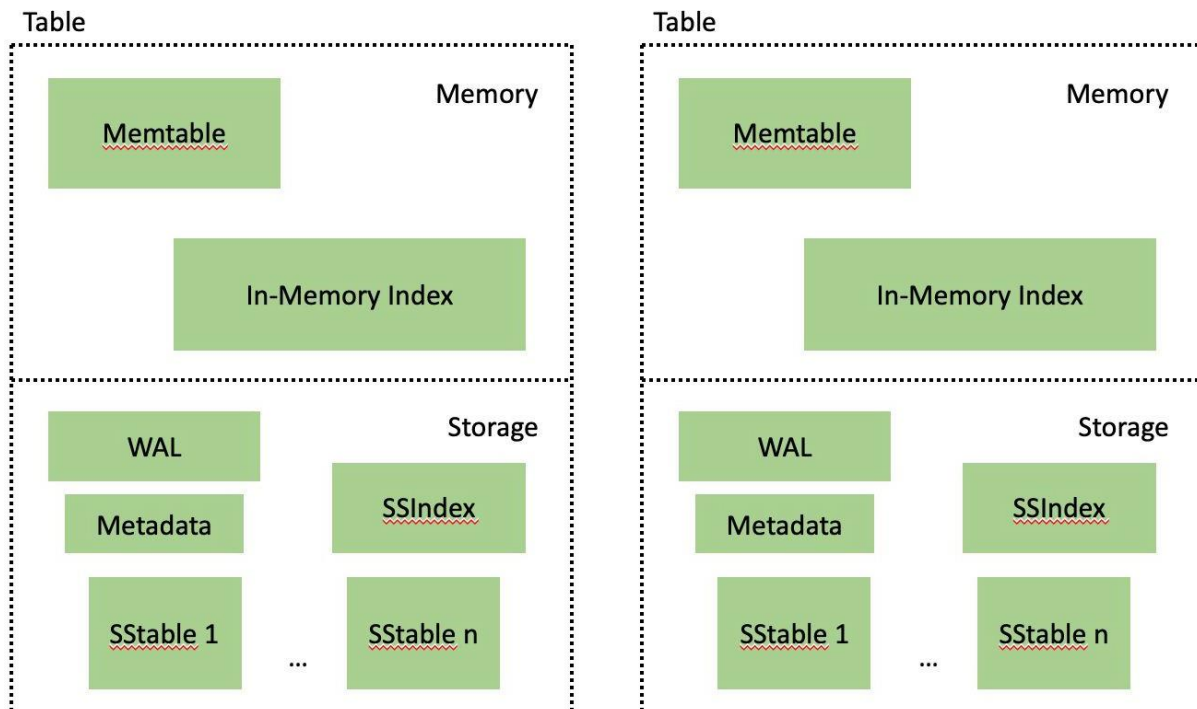 Table
Memory
Memtable
In-Memory Index
Storage
WAL
SSIndex
Metadata
SStable 1
...
SStable n
Table
Memory
Memtable
In-Memory Index
Storage
WAL
SSIndex
Metadata
SStable 1
...
SStable n